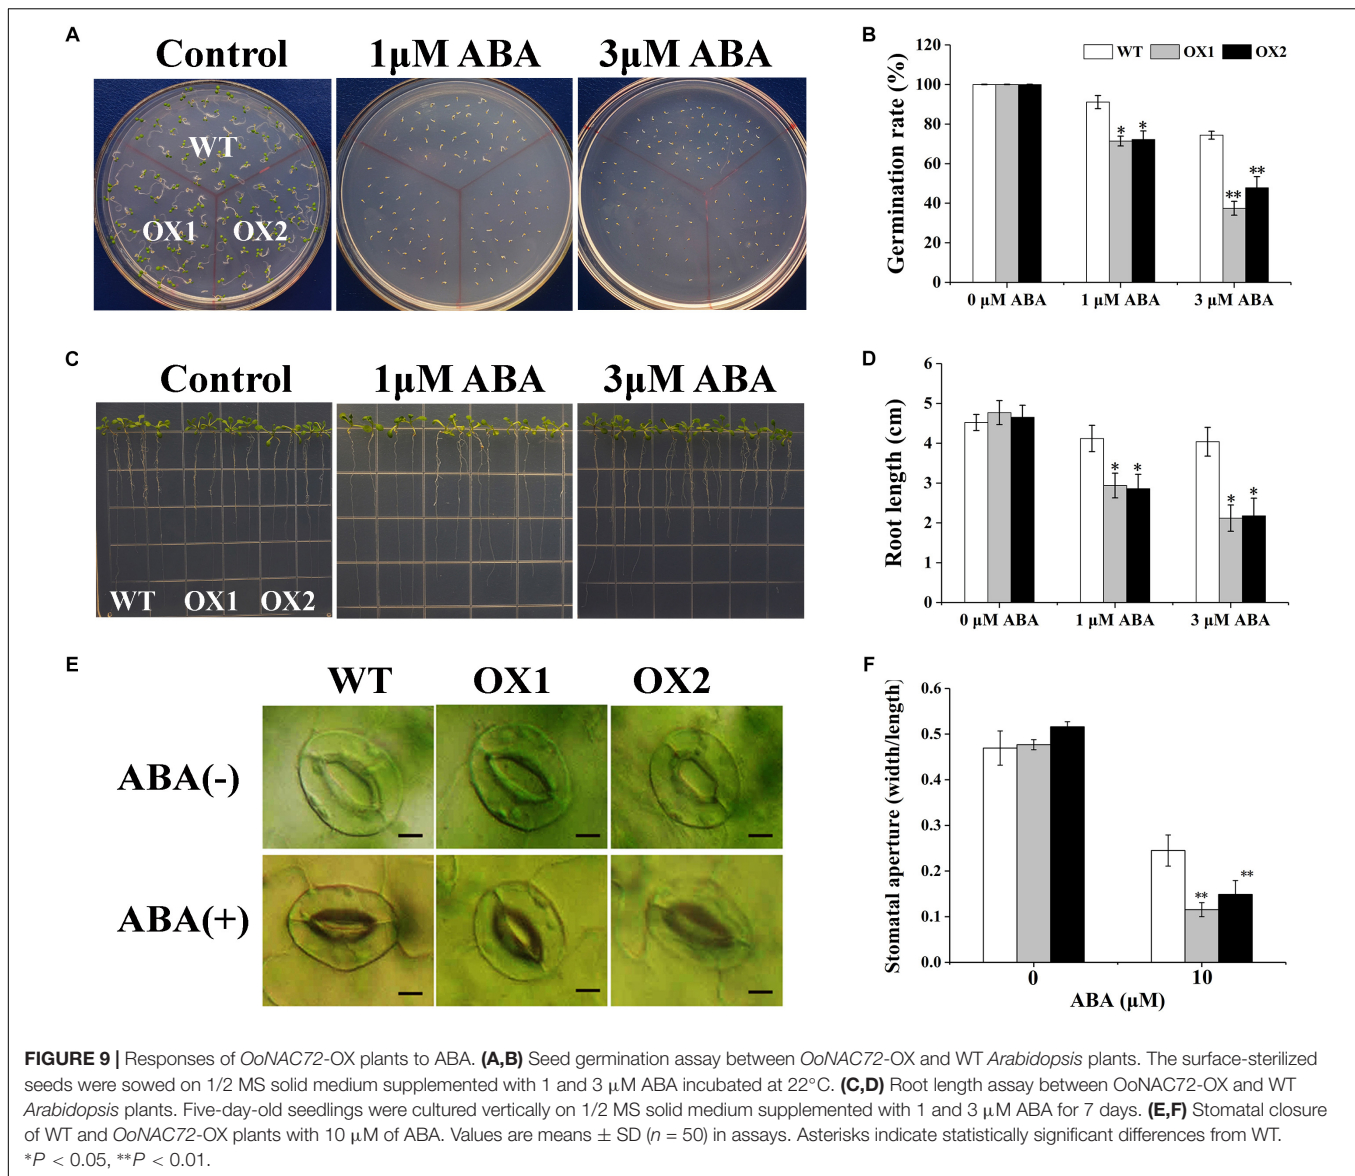 A
Control
1μM ABA
3μM ABA
WT
OX1
OX2
B
WT
OX1
OX2
Germination rate (%)
120
100
80
60
40
20
0
*
*
**
**
0 μM ABA
1 μM ABA
3 μM ABA
C
Control
1μM ABA
3μM ABA
WT
OX1
OX2
D
Root length (cm)
6
5
4
3
2
1
0
*
*
*
*
0 μM ABA
1 μM ABA
3 μM ABA
E
WT
OX1
OX2
ABA(-)
ABA(+)
F
Stomatal aperture (width/length)
0.6
0.5
0.4
0.3
0.2
0.1
0.0
**
**
0
10
ABA (μM)
FIGURE 9 | Responses of OoNAC72-OX plants to ABA. (A,B) Seed germination assay between OoNAC72-OX and WT Arabidopsis plants. The surface-sterilized
seeds were sowed on 1/2 MS solid medium supplemented with 1 and 3 μM ABA incubated at 22°C. (C,D) Root length assay between OoNAC72-OX and WT
Arabidopsis plants. Five-day-old seedlings were cultured vertically on 1/2 MS solid medium supplemented with 1 and 3 μM ABA for 7 days. (E,F) Stomatal closure
of WT and OoNAC72-OX plants with 10 μM of ABA. Values are means ± SD (n = 50) in assays. Asterisks indicate statistically significant differences from WT.
*P < 0.05, **P < 0.01.